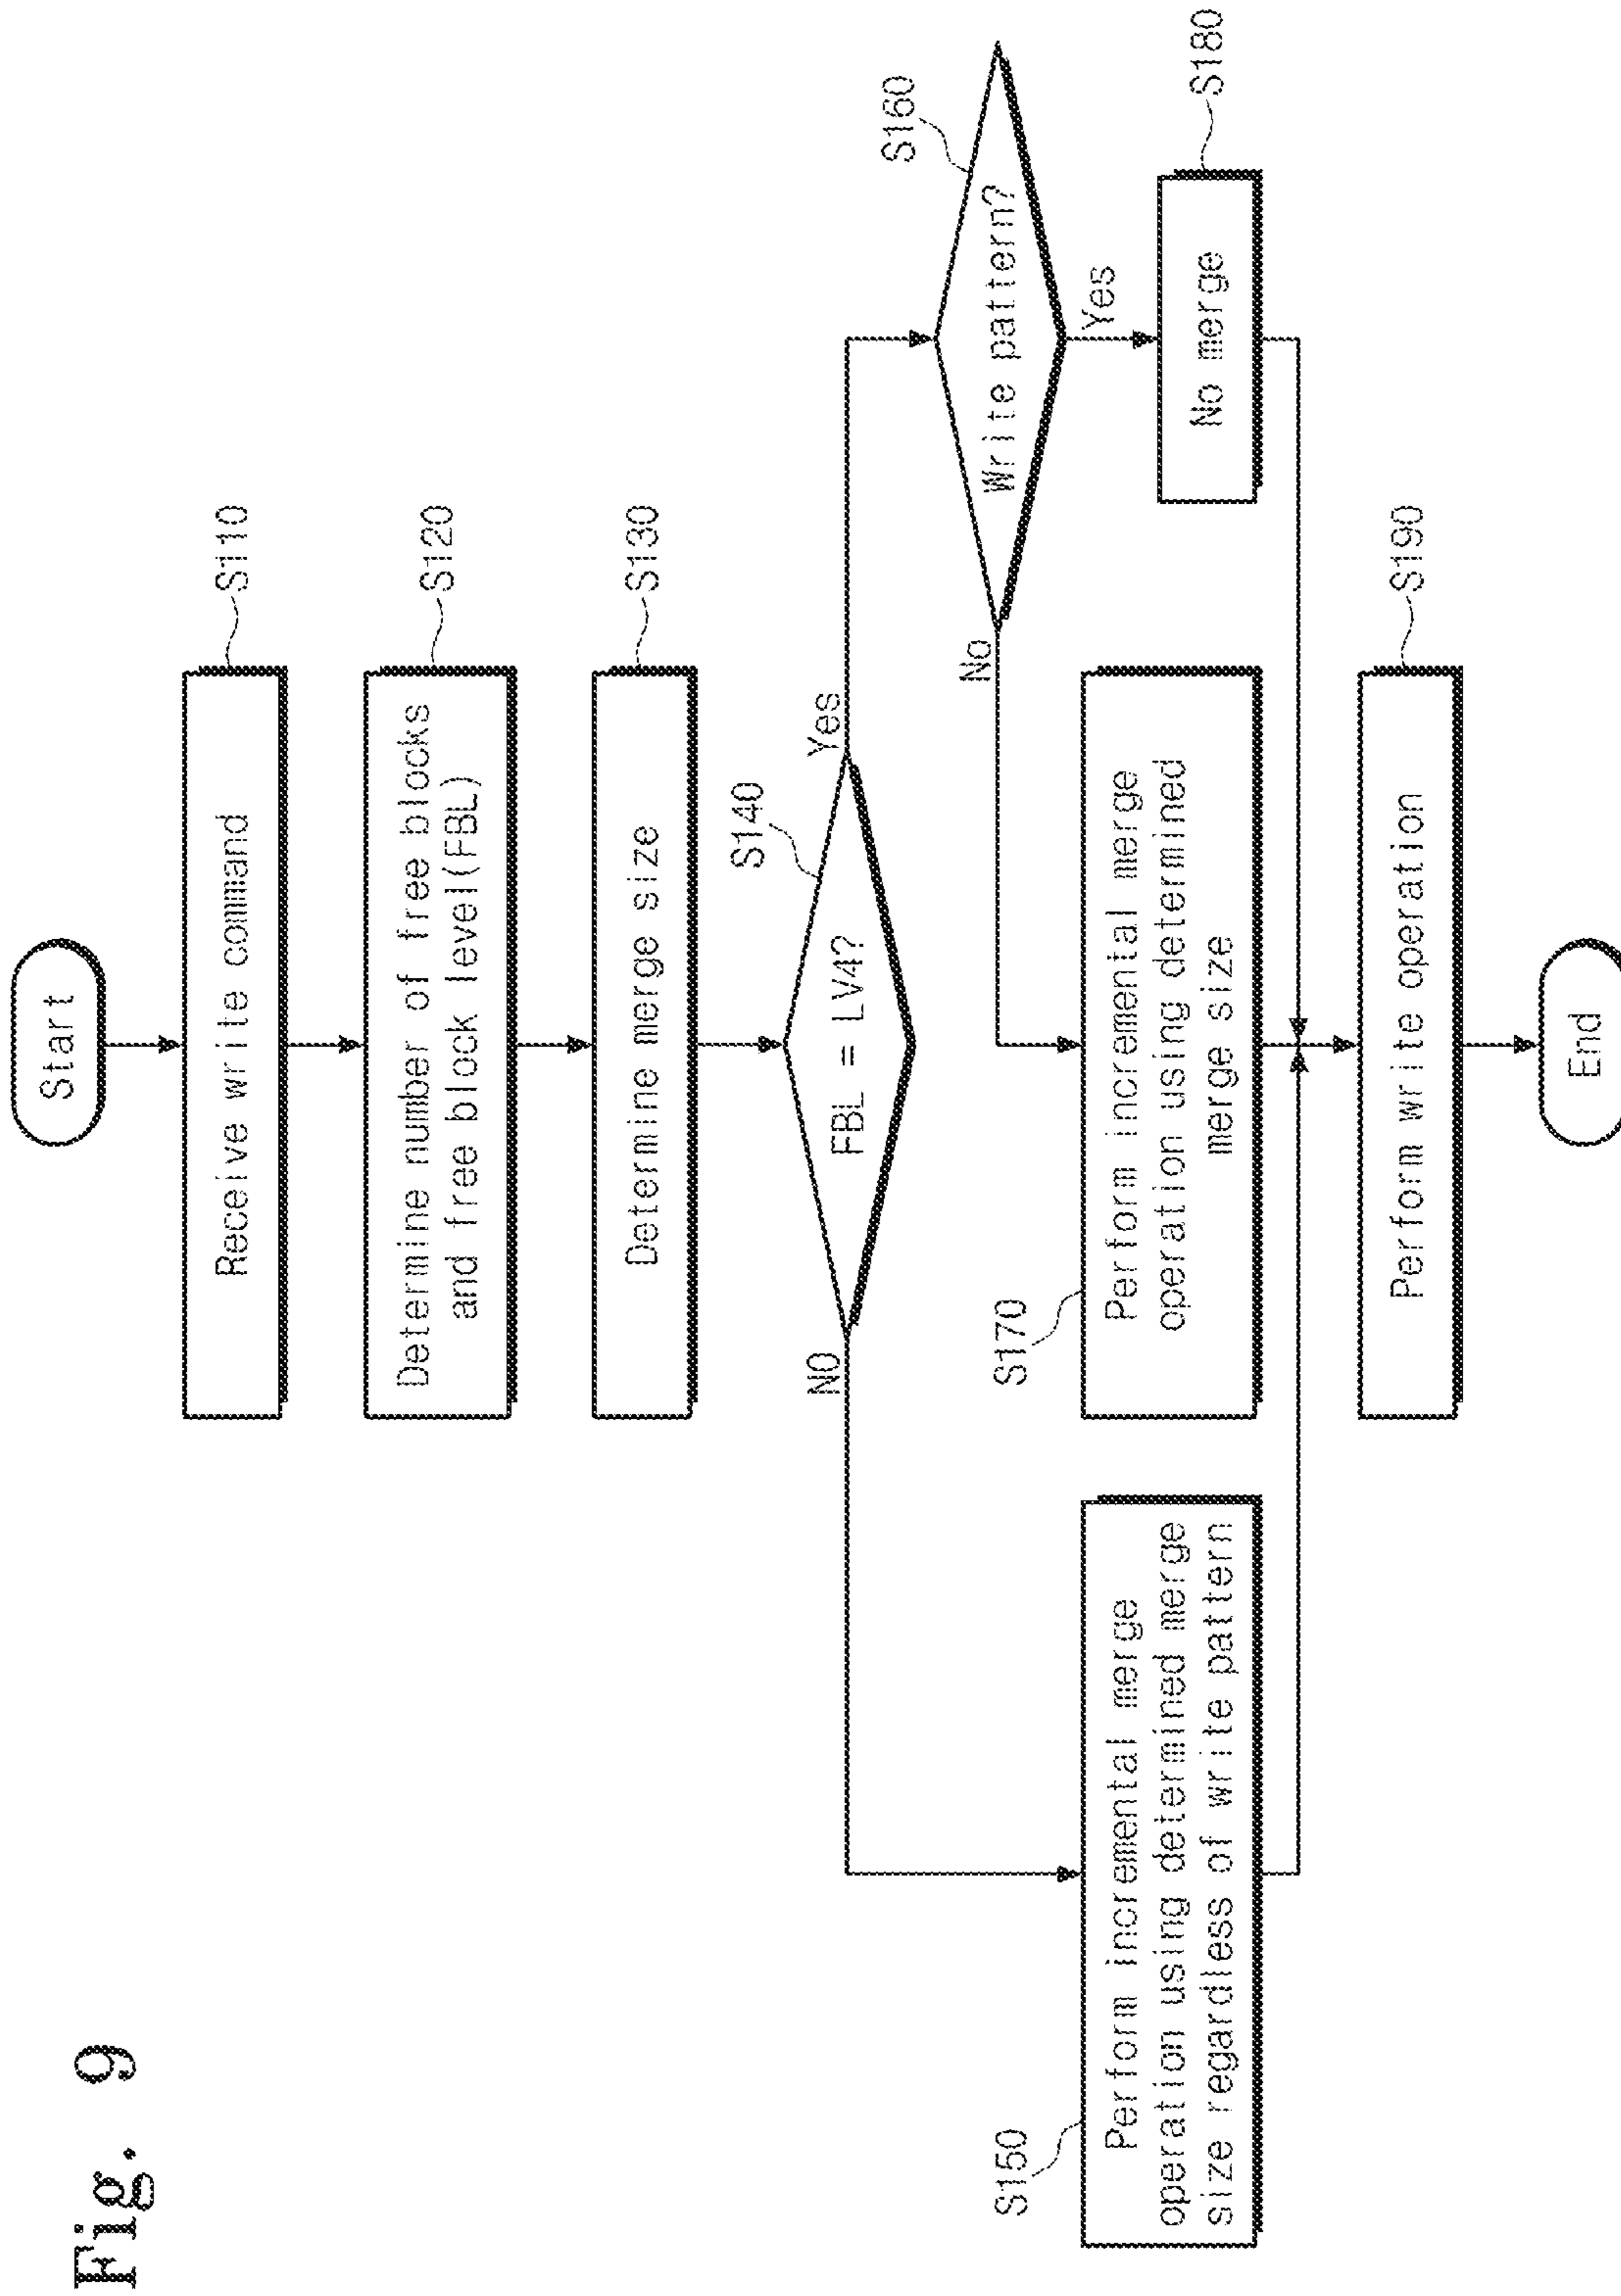 Fig. 9
Start
Receive write command
S110
Determine number of free blocks
and free block level(FBL)
S120
Determine merge size
S130
FBL = LV4?
S140
NO
Yes
Write pattern?
S160
No
Yes
S150
Perform incremental merge
operation using determined merge
size regardless of write pattern
S170
Perform incremental merge
operation using determined
merge size
No merge
S180
Perform write operation
S190
End